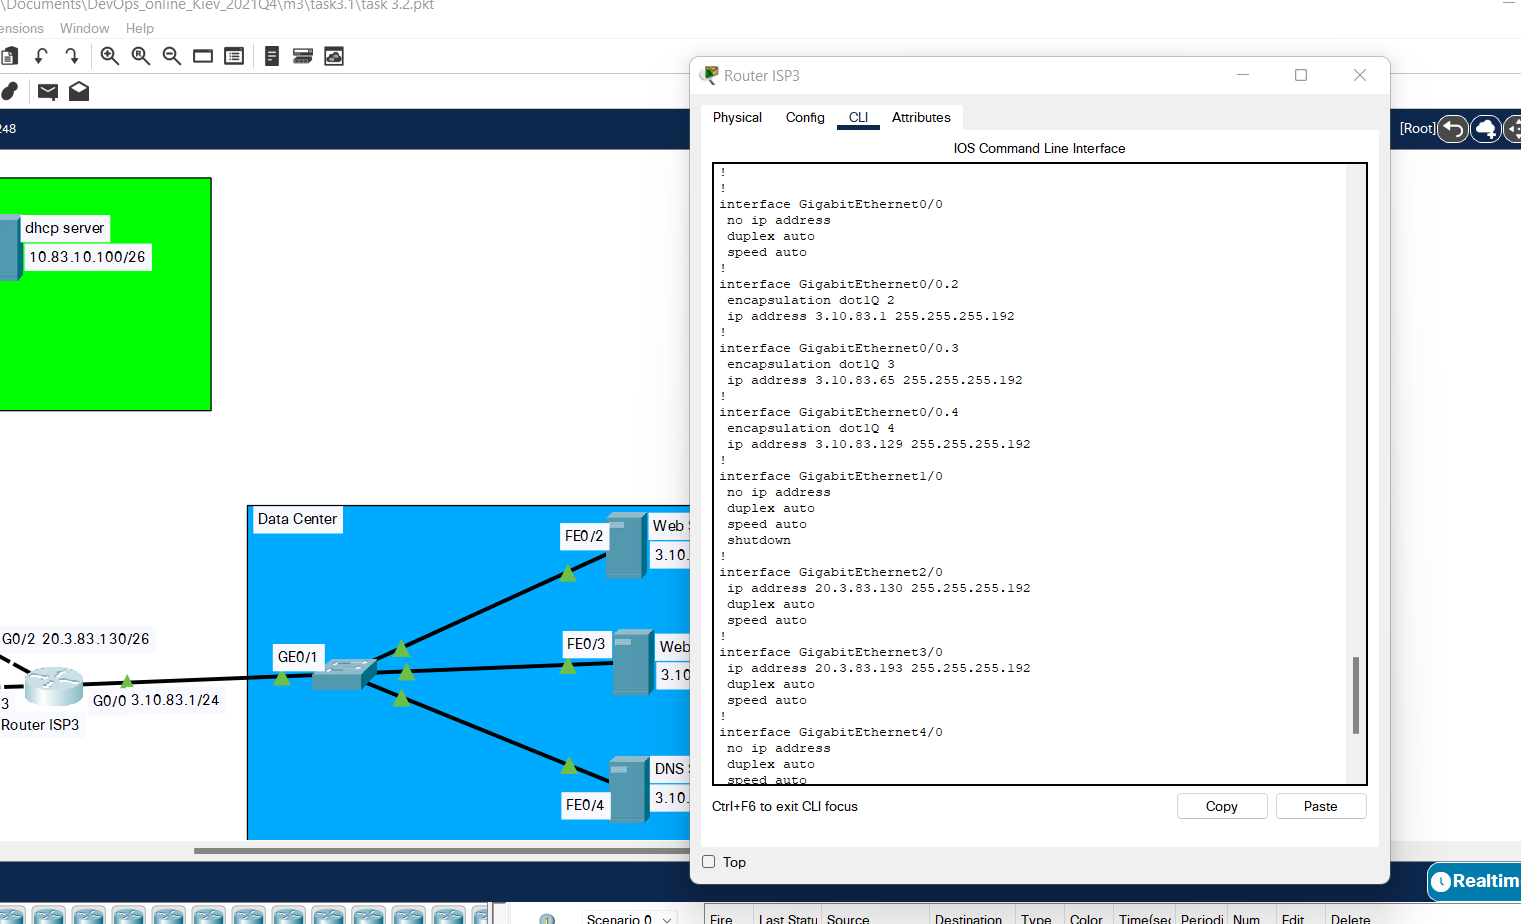 \Documents\DevOps_online_Kiev_2021Q4\m3\task3.1\task 3.2.pkt
ensions Window Help
248
dhcp server
10.83.10.100/26
Data Center
FE0/2
Web
3.10.
FE0/3
Web
3.10
GE0/1
G0/2 20.3.83.130/26
3
G0/0 3.10.83.1/24
Router ISP3
DNS
3.10.
FE0/4
Router ISP3
Physical Config CLI Attributes
IOS Command Line Interface
!
!
interface GigabitEthernet0/0
no ip address
duplex auto
speed auto
!
interface GigabitEthernet0/0.2
encapsulation dot1Q 2
ip address 3.10.83.1 255.255.255.192
!
interface GigabitEthernet0/0.3
encapsulation dot1Q 3
ip address 3.10.83.65 255.255.255.192
!
interface GigabitEthernet0/0.4
encapsulation dot1Q 4
ip address 3.10.83.129 255.255.255.192
!
interface GigabitEthernet1/0
no ip address
duplex auto
speed auto
shutdown
!
interface GigabitEthernet2/0
ip address 20.3.83.130 255.255.255.192
duplex auto
speed auto
!
interface GigabitEthernet3/0
ip address 20.3.83.193 255.255.255.192
duplex auto
speed auto
!
interface GigabitEthernet4/0
no ip address
duplex auto
speed auto
Ctrl+F6 to exit CLI focus
Copy Paste
Top
[Root]
Realtim
Scenario 0
Fire Last Statu Source Destination Type Color Time(sec Periodi Num Edit Delete